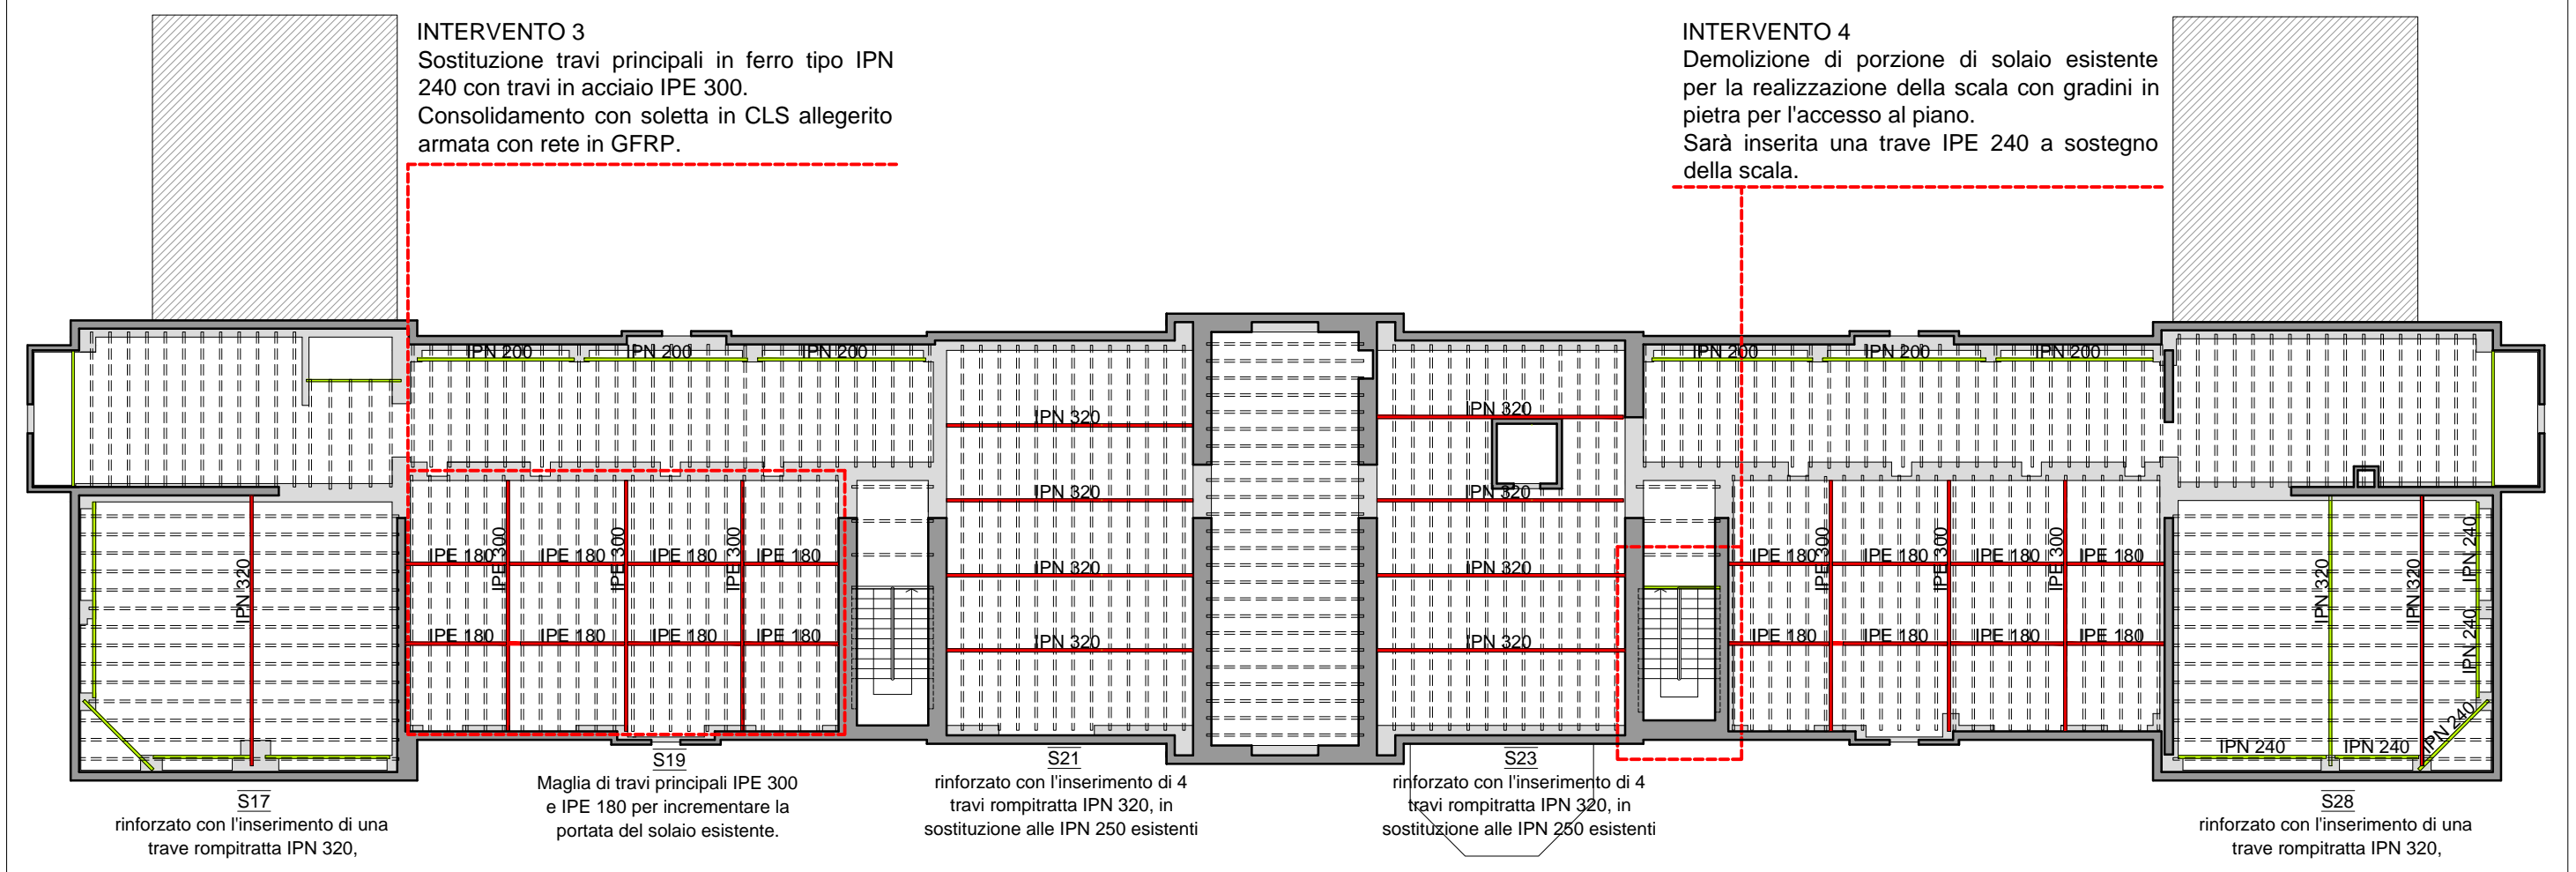 INTERVENTO 3
Sostituzione travi principali in ferro tipo IPN
240 con travi in acciaio IPE 300.
Consolidamento con soletta in CLS allegerito
armata con rete in GFRP.
INTERVENTO 4
Demolizione di porzione di solaio esistente
per la realizzazione della scala con gradini in
pietra per l'accesso al piano.
Sarà inserita una trave IPE 240 a sostegno
della scala.
IPN 200
IPN 200
IPN 200
IPN 200
IPN 200
IPN 200
IPN 320
IPN 320
IPN 320
IPN 320
IPN 320
IPN 320
IPN 320
IPN 320
IPN 320
IPE 300
IPE 300
IPE 300
IPE 180
IPE 180
IPE 180
IPE 180
IPE 180
IPE 180
IPE 180
IPE 180
IPE 300
IPE 300
IPE 300
IPE 180
IPE 180
IPE 180
IPE 180
IPE 180
IPE 180
IPE 180
IPE 180
IPN 320
IPN 320
IPN 240
IPN 240
IPN 240
IPN 240
IPN 240
S17
rinforzato con l'inserimento di una
trave rompitratta IPN 320,
S19
Maglia di travi principali IPE 300
e IPE 180 per incrementare la
portata del solaio esistente.
S21
rinforzato con l'inserimento di 4
travi rompitratta IPN 320, in
sostituzione alle IPN 250 esistenti
S23
rinforzato con l'inserimento di 4
travi rompitratta IPN 320, in
sostituzione alle IPN 250 esistenti
S28
rinforzato con l'inserimento di una
trave rompitratta IPN 320,